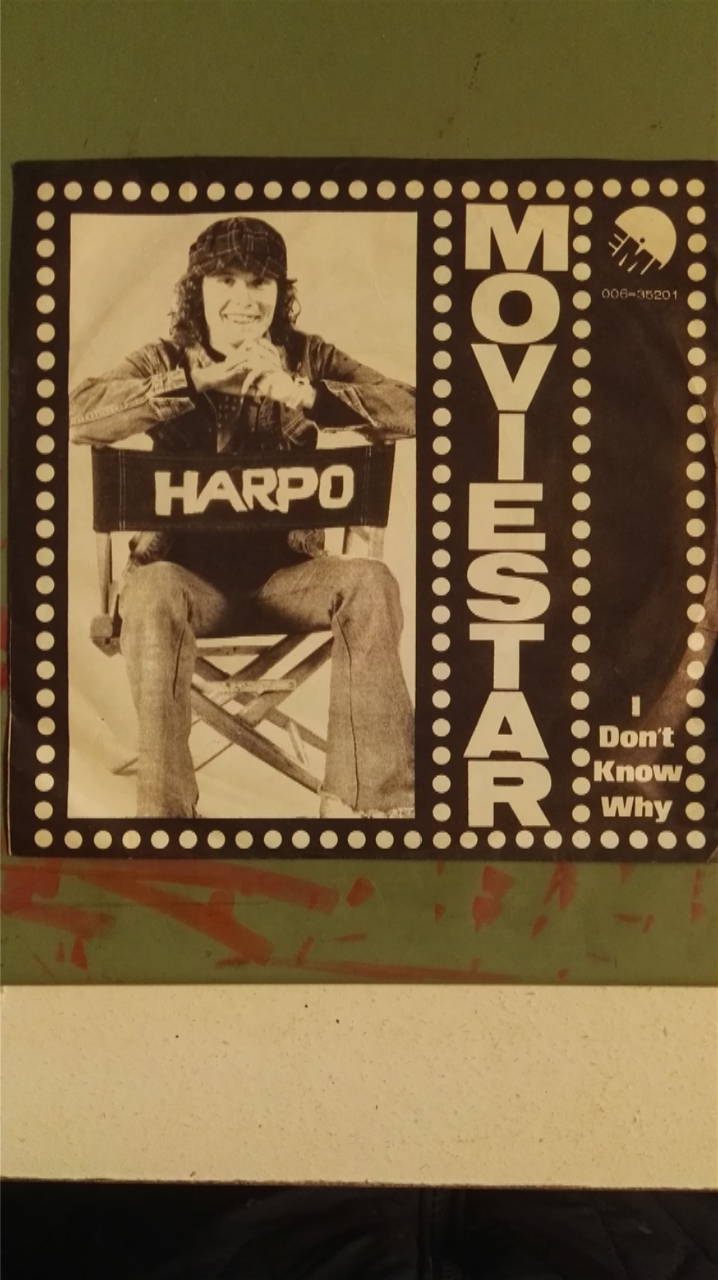 HARPO
MOVIESTAR
EMI
006-35201
I
Don't
Know
Why